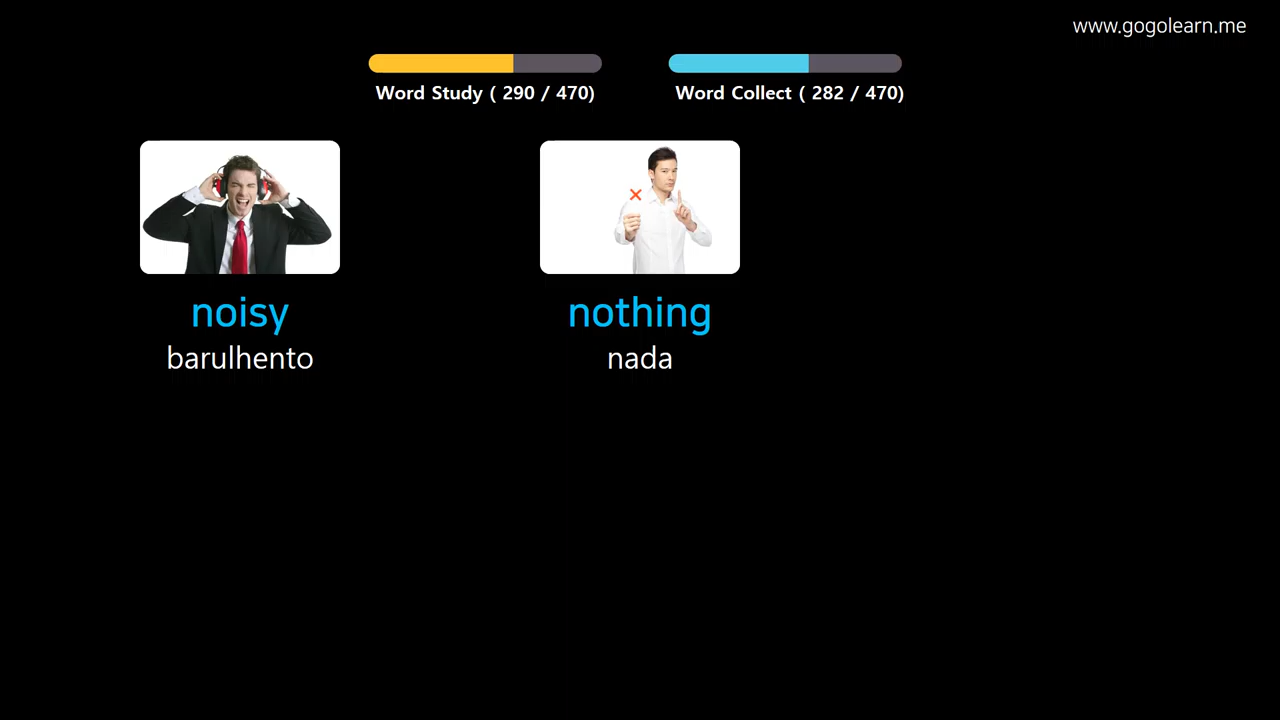 www.gogolearn.me
Word Study ( 290 / 470)
Word Collect ( 282 / 470)
noisy
barulhento
nothing
nada